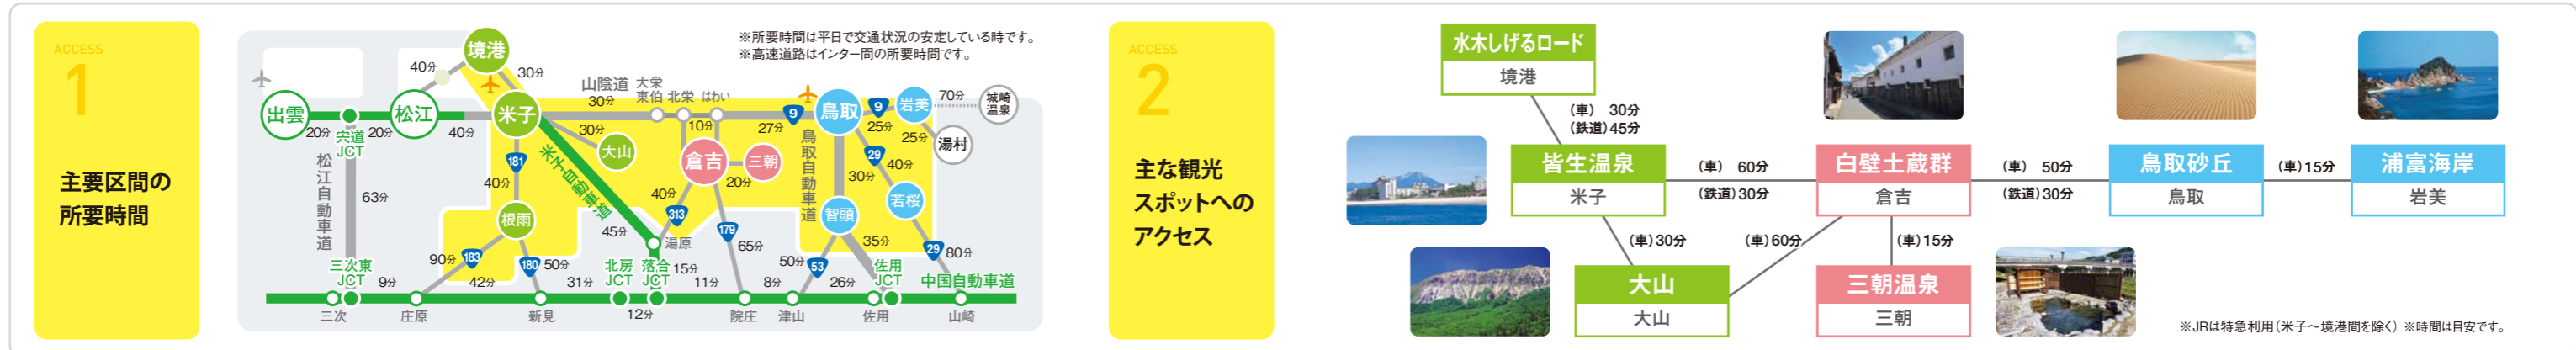 ACCESS
1
主要区間の
所要時間
※所要時間は平日で交通状況の安定している時です。
※高速道路はインター間の所要時間です。
境港
40分
30分
山陰道
30分
大栄
東伯
北栄
はわい
出雲
20分
宍道
JCT
20分
松江
40分
米子
30分
大山
10分
27分
9
鳥取
9
25分
岩美
70分
城崎
温泉
25分
湯村
倉吉
20分
三朝
鳥取自動車道
29
40分
30分
若桜
智頭
松江自動車道
63分
181
40分
根雨
米子自動車道
45分
40分
313
湯原
179
65分
35分
29
80分
90分
183
42分
180
50分
15分
50分
53
三次東
JCT
9分
31分
北房
JCT
落合
JCT
11分
8分
26分
佐用
JCT
中国自動車道
12分
三次
庄原
新見
院庄
津山
佐用
山崎
ACCESS
2
主な観光
スポットへの
アクセス
水木しげるロード
境港
(車) 30分
(鉄道)45分
皆生温泉
米子
(車) 60分
(鉄道)30分
白壁土蔵群
倉吉
(車) 50分
(鉄道)30分
鳥取砂丘
鳥取
(車)15分
浦富海岸
岩美
(車)30分
(車)60分
(車)15分
大山
大山
三朝温泉
三朝
※JRは特急利用(米子～境港間を除く) ※時間は目安です。